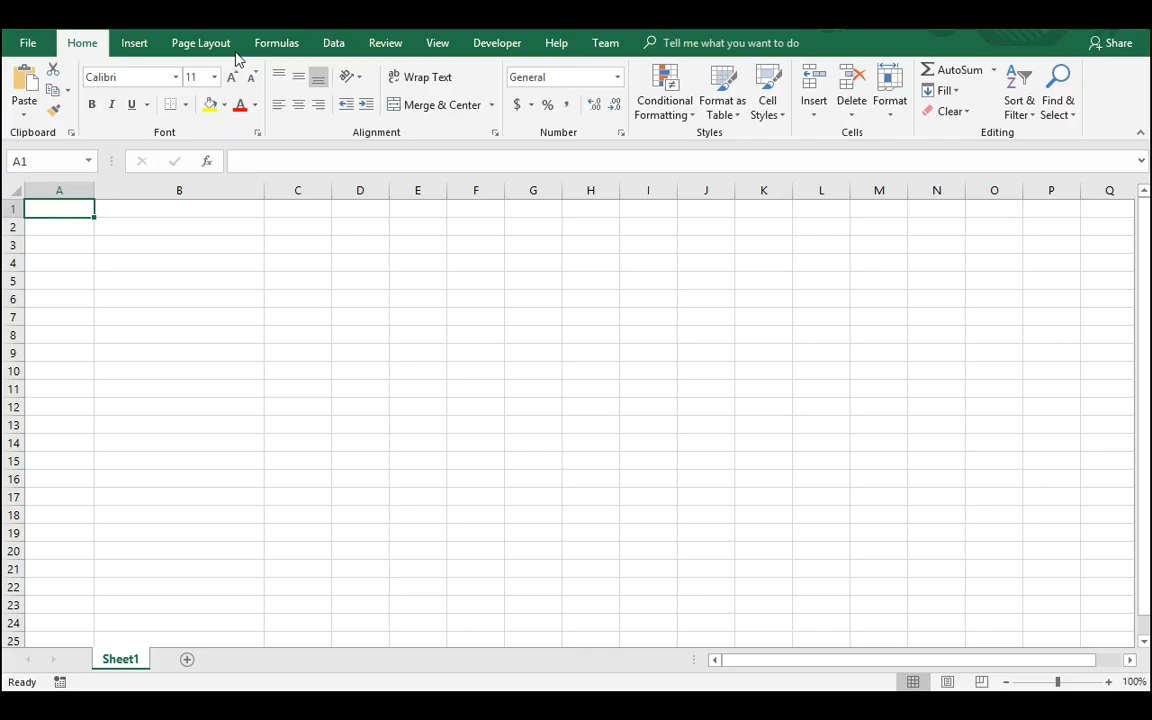 File Home Insert Page Layout Formulas Data Review View Developer Help Team Tell me what you want to do Share
Calibri 11 Wrap Text General AutoSum
Paste Conditional Formatting Format as Table Cell Styles Insert Delete Format Fill Sort & Filter Find & Select
B I U A Merge & Center $ % , Clear
Clipboard Font Alignment Number Styles Cells Editing
A1 fx
A B C D E F G H I J K L M N O P Q
1
2
3
4
5
6
7
8
9
10
11
12
13
14
15
16
17
18
19
20
21
22
23
24
25
Sheet1
Ready 100%